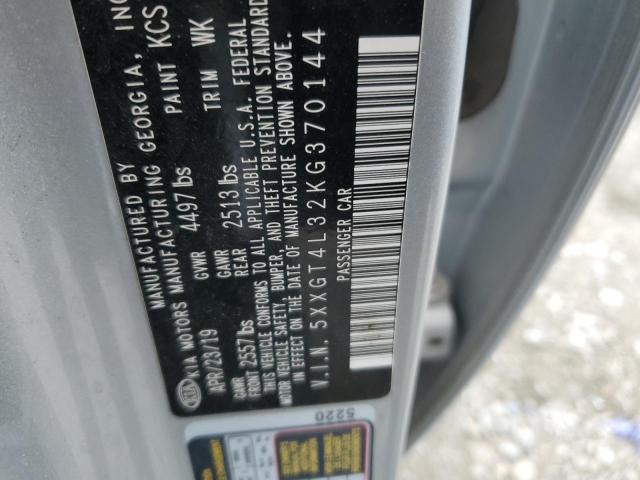 MANUFACTURED BY
KIA MOTORS MANUFACTURING GEORGIA, INC
APR/23/19 4497 lbs PAINT KCS
GVWR
GAWR GAWR TRIM WK
FRONT 2557 lbs REAR 2513 lbs
THIS VEHICLE CONFORMS TO ALL APPLICABLE U.S.A. FEDERAL
MOTOR VEHICLE SAFETY, BUMPER, AND THEFT PREVENTION STANDARD
IN EFFECT ON THE DATE OF MANUFACTURE SHOWN ABOVE.
V.I.N. 5XXGT4L32KG370144
PASSENGER CAR
5220
KIA